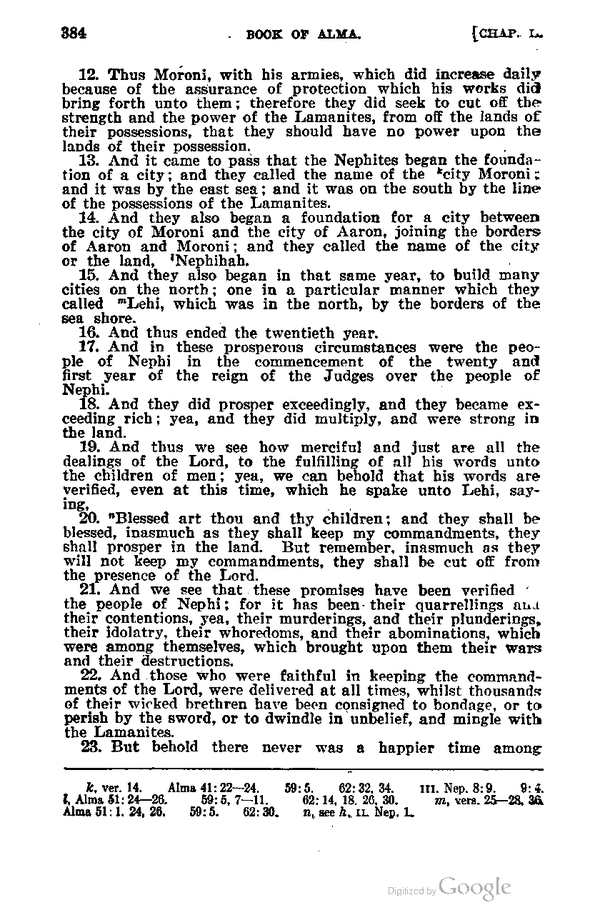 384 BOOK OF ALMA. [CHAP. L.
12. Thus Moroni, with his armies, which did increase daily
because of the assurance of protection which his works did
bring forth unto them; therefore they did seek to cut off the
strength and the power of the Lamanites, from off the lands of
their possessions, that they should have no power upon the
lands of their possession.
13. And it came to pass that the Nephites began the founda-
tion of a city; and they called the name of the ᵏcity Moroni;
and it was by the east sea; and it was on the south by the line
of the possessions of the Lamanites.
14. And they also began a foundation for a city between
the city of Moroni and the city of Aaron, joining the borders
of Aaron and Moroni; and they called the name of the city
or the land, ˡNephihah.
15. And they also began in that same year, to build many
cities on the north; one in a particular manner which they
called ᵐLehi, which was in the north, by the borders of the
sea shore.
16. And thus ended the twentieth year.
17. And in these prosperous circumstances were the peo-
ple of Nephi in the commencement of the twenty and
first year of the reign of the Judges over the people of
Nephi.
18. And they did prosper exceedingly, and they became ex-
ceeding rich; yea, and they did multiply, and were strong in
the land.
19. And thus we see how merciful and just are all the
dealings of the Lord, to the fulfilling of all his words unto
the children of men; yea, we can behold that his words are
verified, even at this time, which he spake unto Lehi, say-
ing,
20. ⁿBlessed art thou and thy children; and they shall be
blessed, inasmuch as they shall keep my commandments, they
shall prosper in the land. But remember, inasmuch as they
will not keep my commandments, they shall be cut off from
the presence of the Lord.
21. And we see that these promises have been verified
the people of Nephi; for it has been their quarrellings and
their contentions, yea, their murderings, and their plunderings,
their idolatry, their whoredoms, and their abominations, which
were among themselves, which brought upon them their wars
and their destructions.
22. And those who were faithful in keeping the command-
ments of the Lord, were delivered at all times, whilst thousands
of their wicked brethren have been consigned to bondage, or to
perish by the sword, or to dwindle in unbelief, and mingle with
the Lamanites.
23. But behold there never was a happier time among
k, ver. 14. Alma 41:22—24. 59:5. 62:32, 34. III. Nep. 8:9. 9:4.
l, Alma 51:24—26. 59:5, 7—11. 62:14, 18, 26, 30. m, vers. 25—28, 36.
Alma 51:1, 24, 26. 59:5. 62:30. n, see h, II. Nep. 1.
Digitized by Google